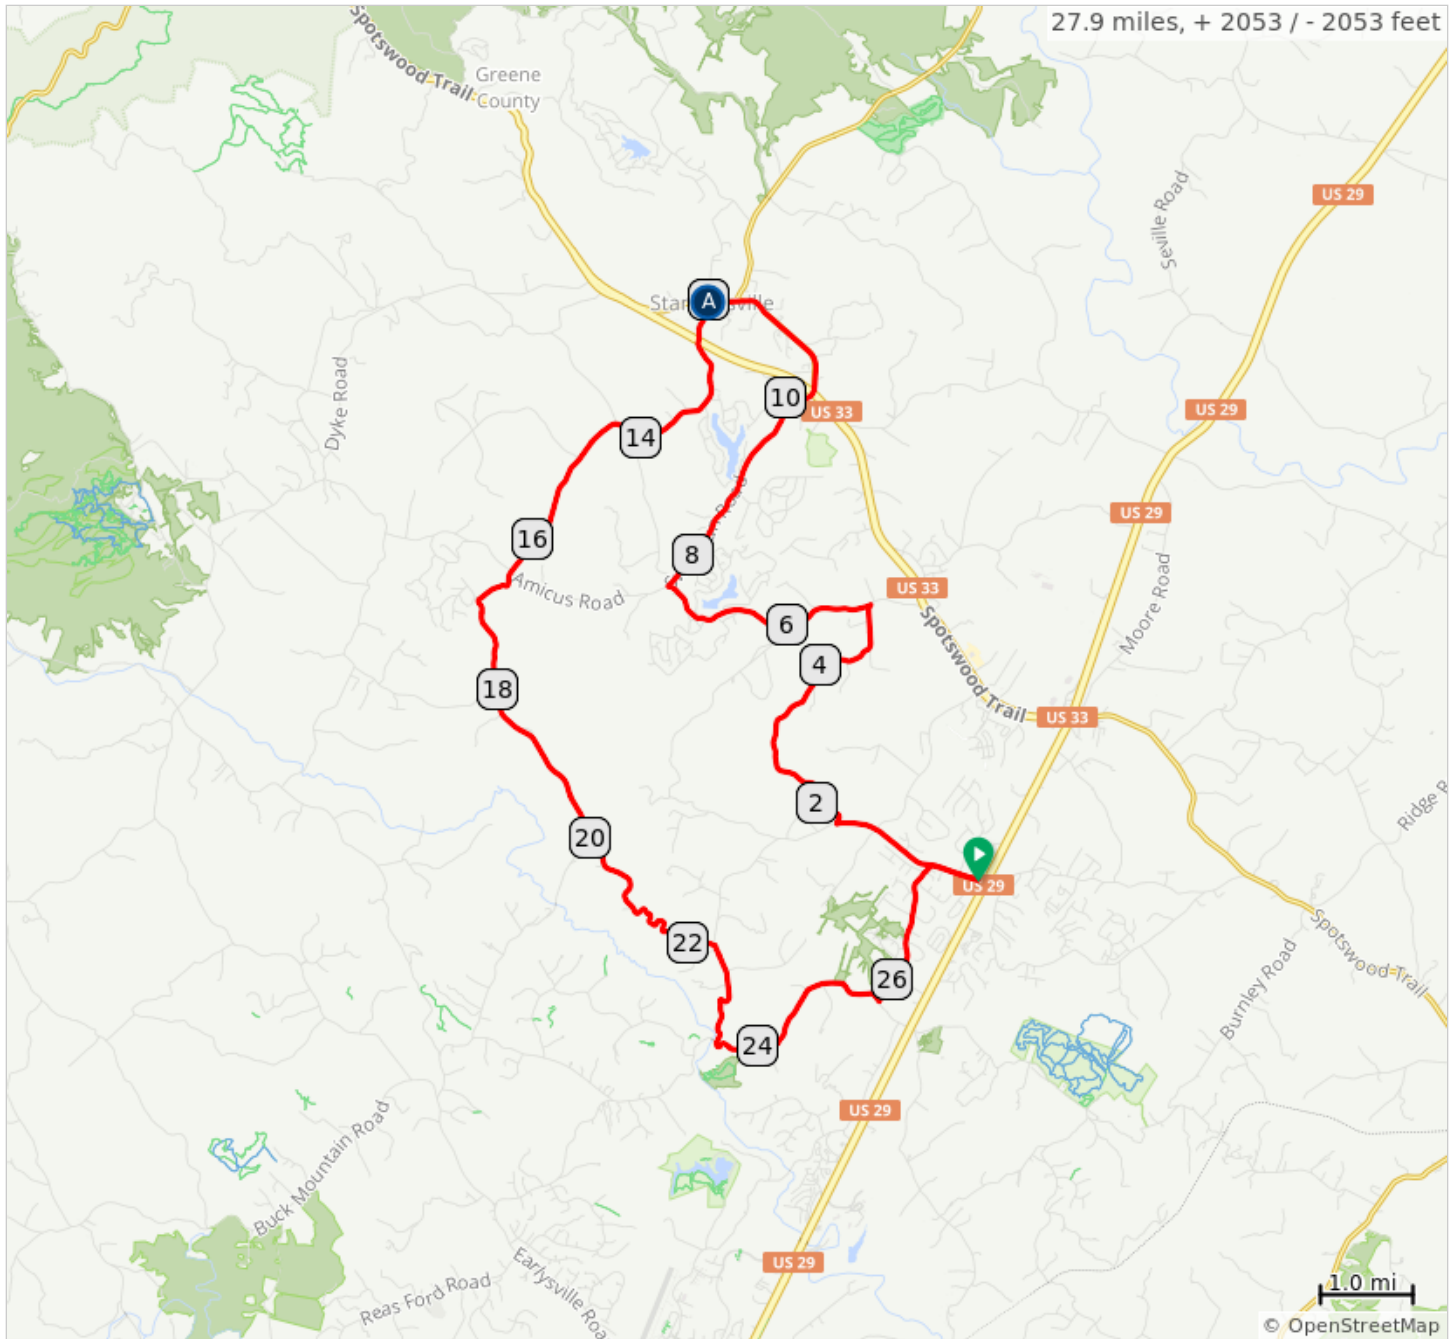 27.9 miles, + 2053 / - 2053 feet
Spotswood Trail
Greene
County
US 29
Seville Road
A
Dyke Road
10
US 33
US 29
14
US 29
16
8
Amicus Road
US 33
Moore Road
6
4
Spotswood Trail
18
US 33
2
20
Ridge
US 29
22
Spotswood Trail
26
Burnley Road
24
US 29
Buck Mountain Road
US 29
Earlysville
Reas Ford Road
1.0 mi
© OpenStreetMap